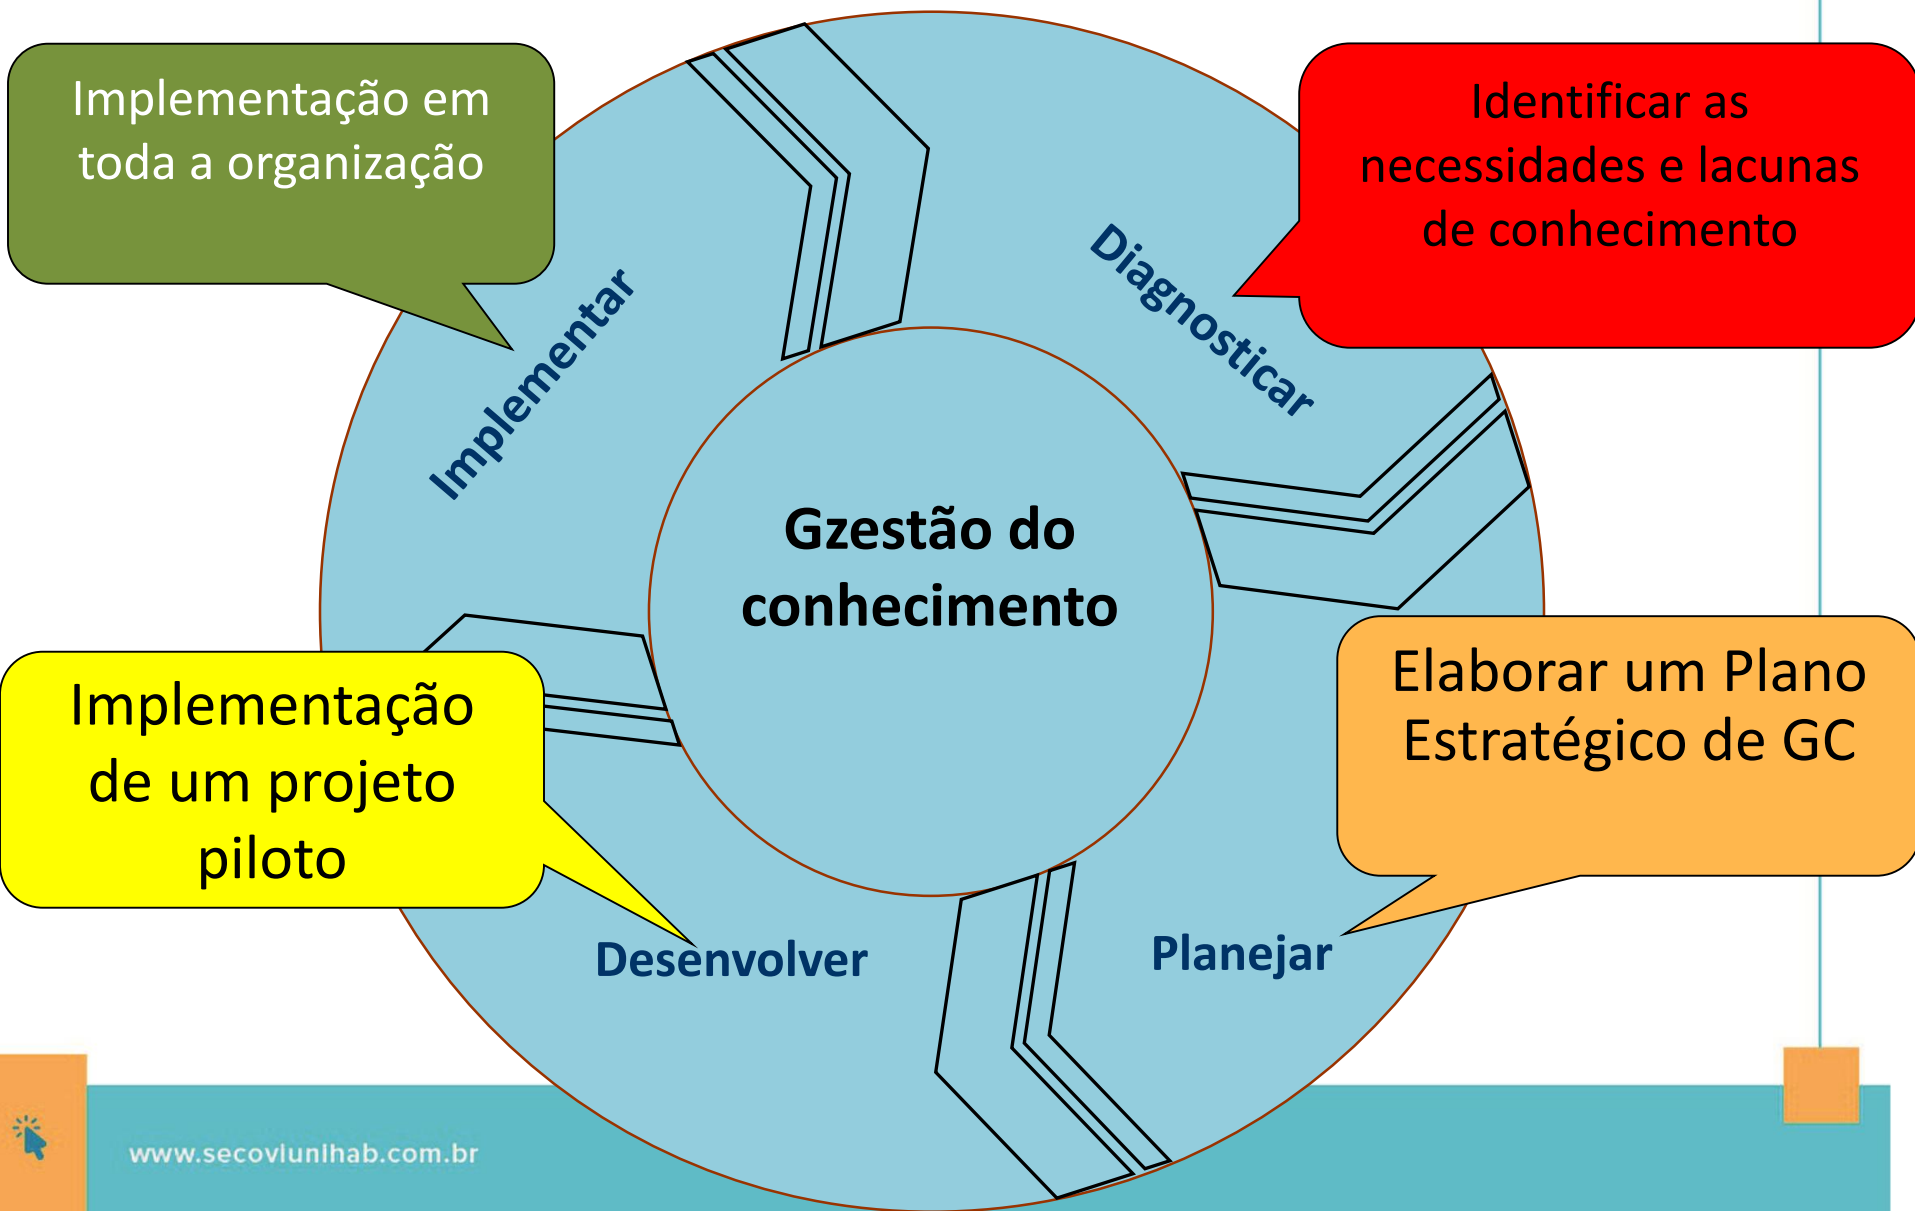 Implementação em
toda a organização
Identificar as
necessidades e lacunas
de conhecimento
Implementar
Diagnosticar
Gzestão do
conhecimento
Implementação
de um projeto
piloto
Elaborar um Plano
Estratégico de GC
Desenvolver
Planejar
www.secoviunihab.com.br